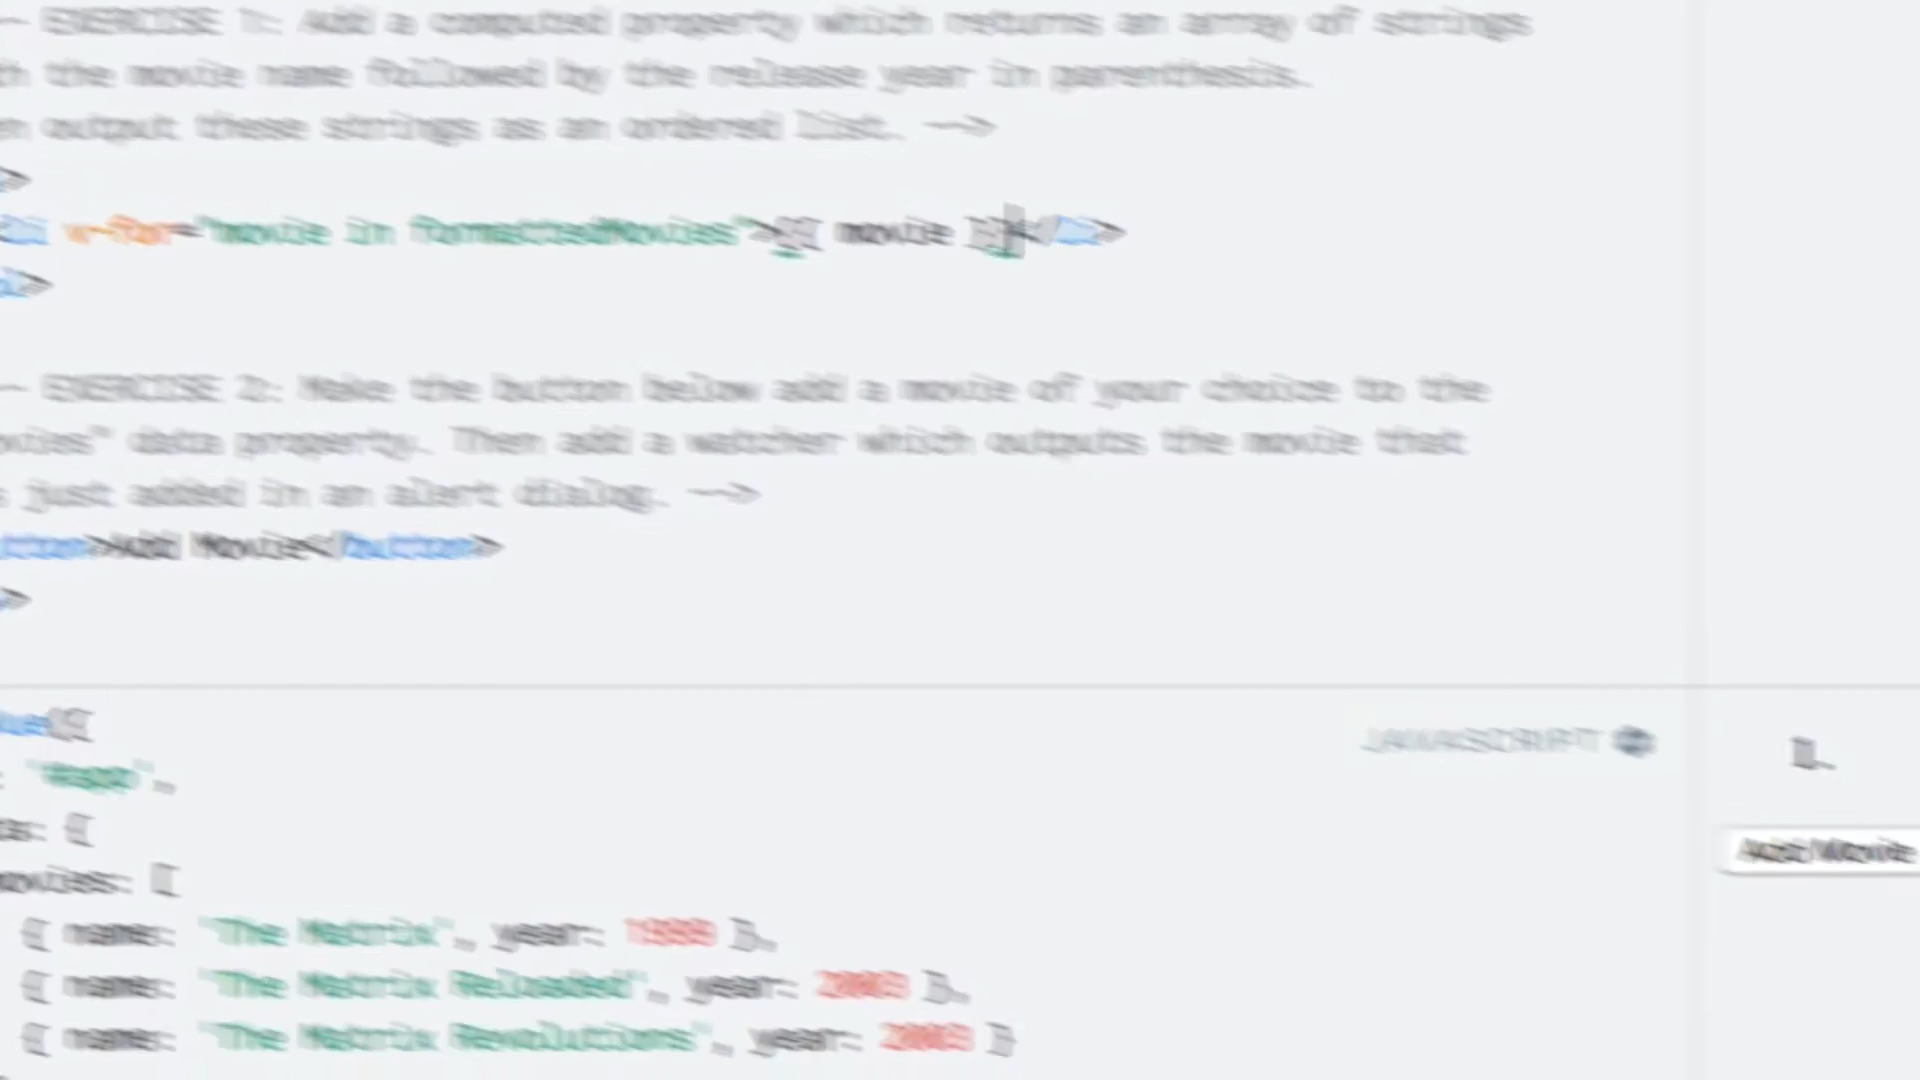 EXERCISE 1: Add a computed property which returns an array of strings
h the movie name followed by the release year in parenthesis.
en output these strings as an ordered list. -->
>
li v-for="movie in formattedMovies">{{ movie }}</li>
>
-- EXERCISE 2: Make the button below add a movie of your choice to the
ovies" data property. Then add a watcher which outputs the movie that
s just added in an alert dialog. -->
utton>Add Movie</button>
>
JAVASCRIPT
"#app",
ta: {
movies: [
{ name: "The Matrix", year: 1999 },
{ name: "The Matrix Reloaded", year: 2003 },
{ name: "The Matrix Revolutions", year: 2003 }
1.
Add Movie